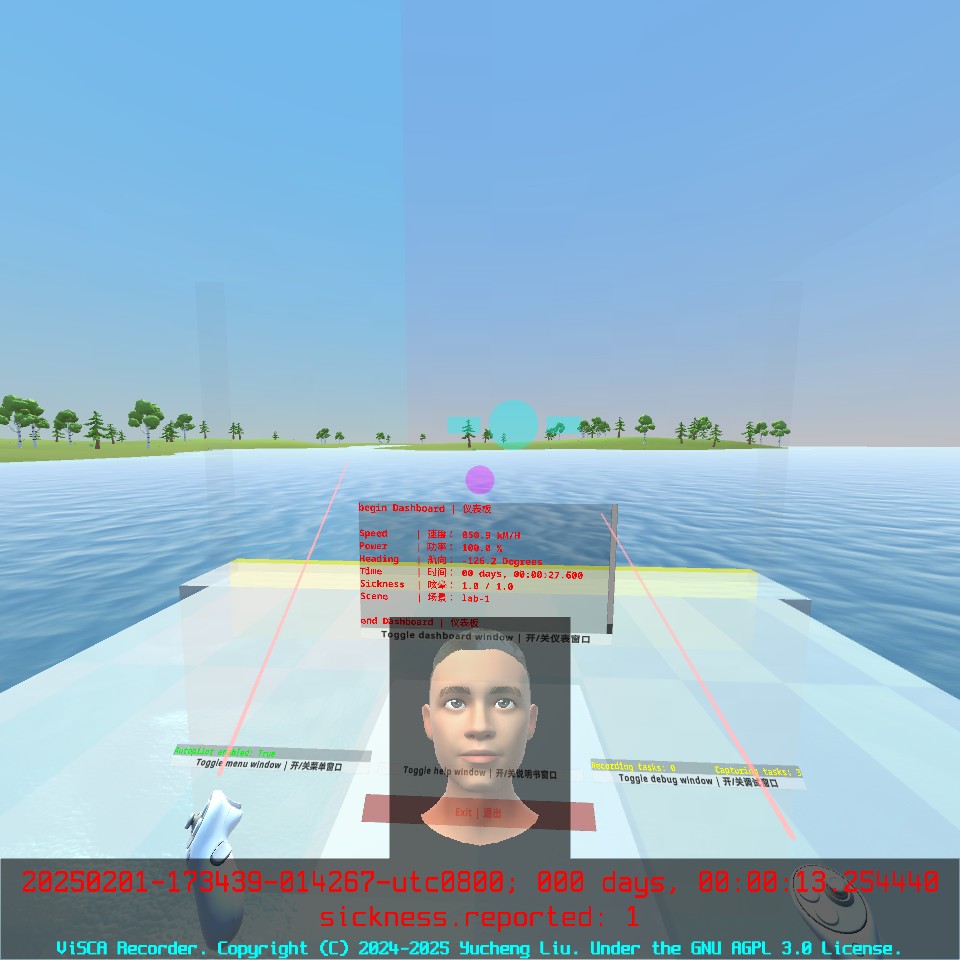 begin Dashboard | 仪表板
Speed | 速度： 050.9 kM/H
Power | 功率： 100.0 %
Heading | 航向： -126.2 Degrees
Time | 时间： 00 days, 00:00:27.600
Sickness | 眩晕： 1.0 / 1.0
Scene | 场景： lab-1
end Dashboard | 仪表板
Toggle dashboard window | 开/关仪表窗口
Autopilot enabled: True
Toggle menu window | 开/关菜单窗口
Toggle help window | 开/关说明书窗口
Recording tasks: 0 Capturing tasks: 3
Toggle debug window | 开/关调试窗口
Exit | 退出
20250201-173439-014267-utc0800; 000 days, 00:00:13.254440
sickness.reported: 1
ViSCA Recorder. Copyright (C) 2024-2025 Yucheng Liu. Under the GNU AGPL 3.0 License.